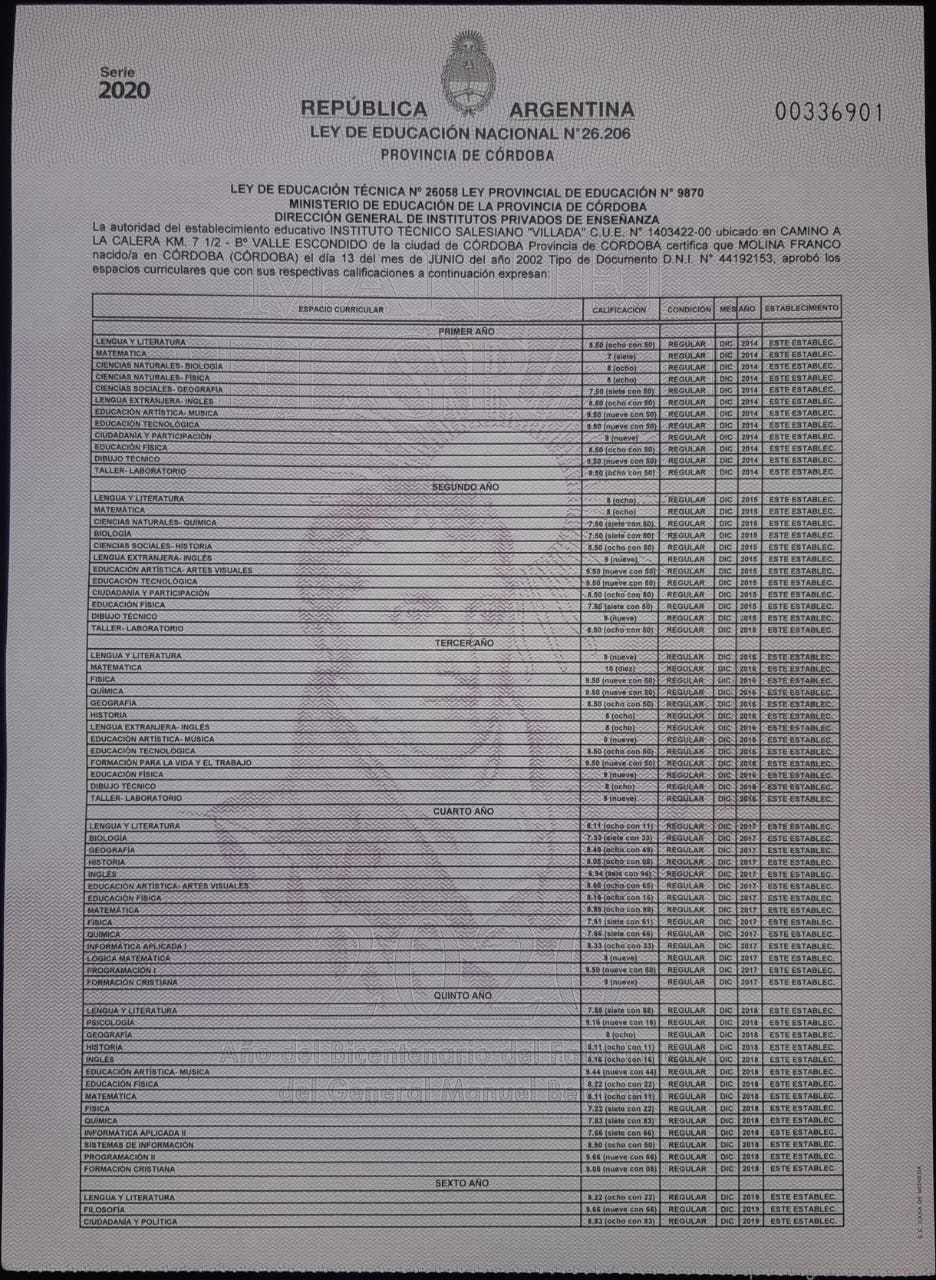 Serie
2020
REPÚBLICA ARGENTINA
00336901
LEY DE EDUCACIÓN NACIONAL N°26.206
PROVINCIA DE CÓRDOBA
LEY DE EDUCACIÓN TÉCNICA Nº 26058 LEY PROVINCIAL DE EDUCACIÓN N° 9870
MINISTERIO DE EDUCACIÓN DE LA PROVINCIA DE CÓRDOBA
DIRECCIÓN GENERAL DE INSTITUTOS PRIVADOS DE ENSEÑANZA
La autoridad del establecimiento educativo INSTITUTO TÉCNICO SALESIANO "VILLADA" C.U.E. N° 1403422-00 ubicado en CAMINO A
LA CALERA KM. 7 1/2 - Bº VALLE ESCONDIDO de la ciudad de CÓRDOBA Provincia de CORDOBA certifica que MOLINA FRANCO
nacido/a en CÓRDOBA (CÓRDOBA) el día 13 del mes de JUNIO del año 2002 Tipo de Documento D.N.I. N° 44192153, aprobó los
espacios curriculares que con sus respectivas calificaciones a continuación expresan:
ESPACIO CURRICULAR CALIFICACIÓN CONDICIÓN MES AÑO ESTABLECIMIENTO
PRIMER AÑO
LENGUA Y LITERATURA 8.50 (ocho con 50) REGULAR DIC 2014 ESTE ESTABLEC.
MATEMÁTICA 7 (siete) REGULAR DIC 2014 ESTE ESTABLEC.
CIENCIAS NATURALES- BIOLOGÍA 8 (ocho) REGULAR DIC 2014 ESTE ESTABLEC.
CIENCIAS NATURALES- FÍSICA 8 (ocho) REGULAR DIC 2014 ESTE ESTABLEC.
CIENCIAS SOCIALES- GEOGRAFÍA 7.50 (siete con 50) REGULAR DIC 2014 ESTE ESTABLEC.
LENGUA EXTRANJERA- INGLÉS 8.50 (ocho con 50) REGULAR DIC 2014 ESTE ESTABLEC.
EDUCACIÓN ARTÍSTICA- MUSICA 9.50 (nueve con 50) REGULAR DIC 2014 ESTE ESTABLEC.
EDUCACIÓN TECNOLÓGICA 9.50 (nueve con 50) REGULAR DIC 2014 ESTE ESTABLEC.
CIUDADANÍA Y PARTICIPACIÓN 9 (nueve) REGULAR DIC 2014 ESTE ESTABLEC.
EDUCACIÓN FÍSICA 8.50 (ocho con 50) REGULAR DIC 2014 ESTE ESTABLEC.
DIBUJO TÉCNICO 9.50 (nueve con 50) REGULAR DIC 2014 ESTE ESTABLEC.
TALLER- LABORATORIO 8.50 (ocho con 50) REGULAR DIC 2014 ESTE ESTABLEC.
SEGUNDO AÑO
LENGUA Y LITERATURA 8 (ocho) REGULAR DIC 2015 ESTE ESTABLEC.
MATEMÁTICA 8 (ocho) REGULAR DIC 2015 ESTE ESTABLEC.
CIENCIAS NATURALES- QUÍMICA 7.50 (siete con 50) REGULAR DIC 2015 ESTE ESTABLEC.
BIOLOGÍA 7.50 (siete con 50) REGULAR DIC 2015 ESTE ESTABLEC.
CIENCIAS SOCIALES- HISTORIA 8.50 (ocho con 50) REGULAR DIC 2015 ESTE ESTABLEC.
LENGUA EXTRANJERA- INGLÉS 9 (nueve) REGULAR DIC 2015 ESTE ESTABLEC.
EDUCACIÓN ARTÍSTICA- ARTES VISUALES 9.50 (nueve con 50) REGULAR DIC 2015 ESTE ESTABLEC.
EDUCACIÓN TECNOLÓGICA 9.50 (nueve con 50) REGULAR DIC 2015 ESTE ESTABLEC.
CIUDADANÍA Y PARTICIPACIÓN 8.50 (ocho con 50) REGULAR DIC 2015 ESTE ESTABLEC.
EDUCACIÓN FÍSICA 7.50 (siete con 50) REGULAR DIC 2015 ESTE ESTABLEC.
DIBUJO TÉCNICO 9 (nueve) REGULAR DIC 2015 ESTE ESTABLEC.
TALLER- LABORATORIO 8.50 (ocho con 50) REGULAR DIC 2015 ESTE ESTABLEC.
TERCER AÑO
LENGUA Y LITERATURA 9 (nueve) REGULAR DIC 2016 ESTE ESTABLEC.
MATEMÁTICA 10 (diez) REGULAR DIC 2016 ESTE ESTABLEC.
FÍSICA 9.50 (nueve con 50) REGULAR DIC 2016 ESTE ESTABLEC.
QUÍMICA 9.50 (nueve con 50) REGULAR DIC 2016 ESTE ESTABLEC.
GEOGRAFÍA 8.50 (ocho con 50) REGULAR DIC 2016 ESTE ESTABLEC.
HISTORIA 8 (ocho) REGULAR DIC 2016 ESTE ESTABLEC.
LENGUA EXTRANJERA- INGLÉS 8 (ocho) REGULAR DIC 2016 ESTE ESTABLEC.
EDUCACIÓN ARTÍSTICA- MUSICA 9 (nueve) REGULAR DIC 2016 ESTE ESTABLEC.
EDUCACIÓN TECNOLÓGICA 8.50 (ocho con 50) REGULAR DIC 2016 ESTE ESTABLEC.
FORMACIÓN PARA LA VIDA Y EL TRABAJO 9.50 (nueve con 50) REGULAR DIC 2016 ESTE ESTABLEC.
EDUCACIÓN FÍSICA 9 (nueve) REGULAR DIC 2016 ESTE ESTABLEC.
DIBUJO TÉCNICO 8 (ocho) REGULAR DIC 2016 ESTE ESTABLEC.
TALLER- LABORATORIO 9 (nueve) REGULAR DIC 2016 ESTE ESTABLEC.
CUARTO AÑO
LENGUA Y LITERATURA 8.11 (ocho con 11) REGULAR DIC 2017 ESTE ESTABLEC.
BIOLOGÍA 7.33 (siete con 33) REGULAR DIC 2017 ESTE ESTABLEC.
GEOGRAFÍA 8.49 (ocho con 49) REGULAR DIC 2017 ESTE ESTABLEC.
HISTORIA 8.05 (ocho con 05) REGULAR DIC 2017 ESTE ESTABLEC.
INGLÉS 6.94 (seis con 94) REGULAR DIC 2017 ESTE ESTABLEC.
EDUCACIÓN ARTÍSTICA- ARTES VISUALES 8.65 (ocho con 65) REGULAR DIC 2017 ESTE ESTABLEC.
EDUCACIÓN FÍSICA 8.16 (ocho con 16) REGULAR DIC 2017 ESTE ESTABLEC.
MATEMÁTICA 8.99 (ocho con 99) REGULAR DIC 2017 ESTE ESTABLEC.
FÍSICA 7.61 (siete con 61) REGULAR DIC 2017 ESTE ESTABLEC.
QUÍMICA 7.66 (siete con 66) REGULAR DIC 2017 ESTE ESTABLEC.
INFORMÁTICA APLICADA I 8.33 (ocho con 33) REGULAR DIC 2017 ESTE ESTABLEC.
LÓGICA MATEMÁTICA 9 (nueve) REGULAR DIC 2017 ESTE ESTABLEC.
PROGRAMACIÓN I 9.50 (nueve con 50) REGULAR DIC 2017 ESTE ESTABLEC.
FORMACIÓN CRISTIANA 9 (nueve) REGULAR DIC 2017 ESTE ESTABLEC.
QUINTO AÑO
LENGUA Y LITERATURA 7.88 (siete con 88) REGULAR DIC 2018 ESTE ESTABLEC.
PSICOLOGÍA 9.16 (nueve con 16) REGULAR DIC 2018 ESTE ESTABLEC.
GEOGRAFÍA 8 (ocho) REGULAR DIC 2018 ESTE ESTABLEC.
HISTORIA 8.11 (ocho con 11) REGULAR DIC 2018 ESTE ESTABLEC.
INGLÉS 8.16 (ocho con 16) REGULAR DIC 2018 ESTE ESTABLEC.
EDUCACIÓN ARTÍSTICA- MUSICA 9.44 (nueve con 44) REGULAR DIC 2018 ESTE ESTABLEC.
EDUCACIÓN FÍSICA 8.22 (ocho con 22) REGULAR DIC 2018 ESTE ESTABLEC.
MATEMÁTICA 8.11 (ocho con 11) REGULAR DIC 2018 ESTE ESTABLEC.
FÍSICA 7.22 (siete con 22) REGULAR DIC 2018 ESTE ESTABLEC.
QUÍMICA 7.83 (siete con 83) REGULAR DIC 2018 ESTE ESTABLEC.
INFORMÁTICA APLICADA II 7.66 (siete con 66) REGULAR DIC 2018 ESTE ESTABLEC.
SISTEMAS DE INFORMACIÓN 8.50 (ocho con 50) REGULAR DIC 2018 ESTE ESTABLEC.
PROGRAMACIÓN II 9.66 (nueve con 66) REGULAR DIC 2018 ESTE ESTABLEC.
FORMACIÓN CRISTIANA 9.05 (nueve con 05) REGULAR DIC 2018 ESTE ESTABLEC.
SEXTO AÑO
LENGUA Y LITERATURA 8.22 (ocho con 22) REGULAR DIC 2019 ESTE ESTABLEC.
FILOSOFÍA 9.66 (nueve con 66) REGULAR DIC 2019 ESTE ESTABLEC.
CIUDADANÍA Y POLÍTICA 8.83 (ocho con 83) REGULAR DIC 2019 ESTE ESTABLEC.
S.E. CASA DE MONEDA